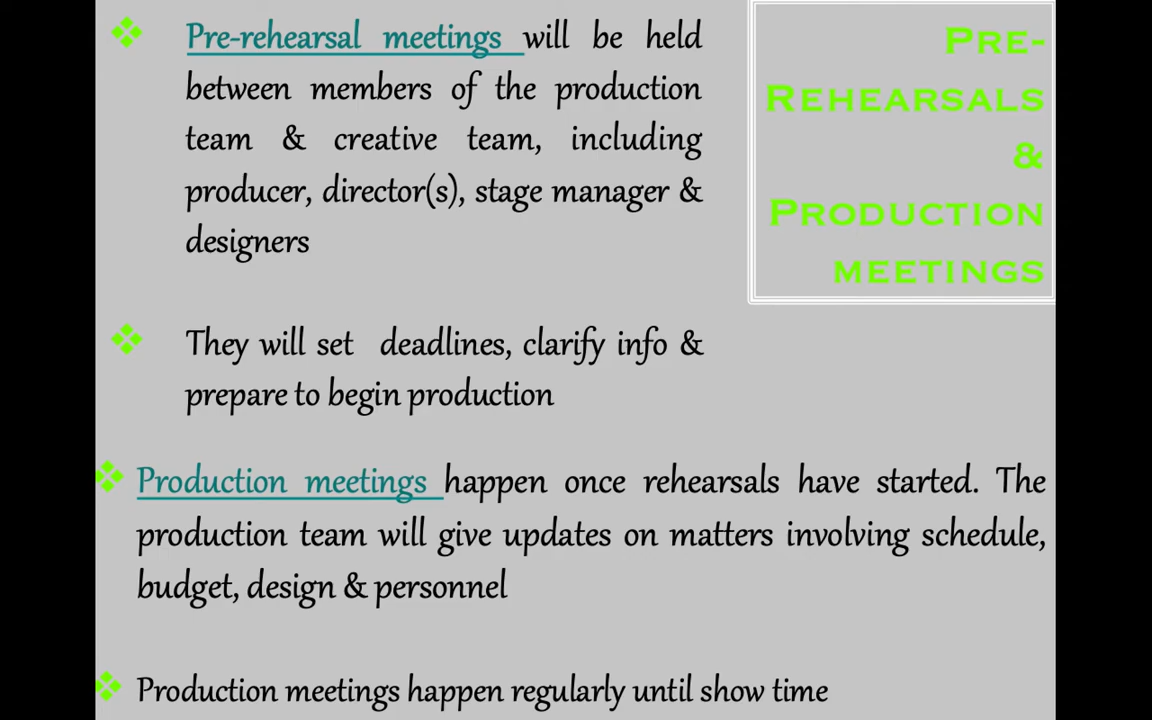 Pre-rehearsal meetings will be held
between members of the production
team & creative team, including
producer, director(s), stage manager &
designers
They will set deadlines, clarify info &
prepare to begin production
Production meetings happen once rehearsals have started. The
production team will give updates on matters involving schedule,
budget, design & personnel
Production meetings happen regularly until show time
Pre-
Rehearsals
&
Production
meetings